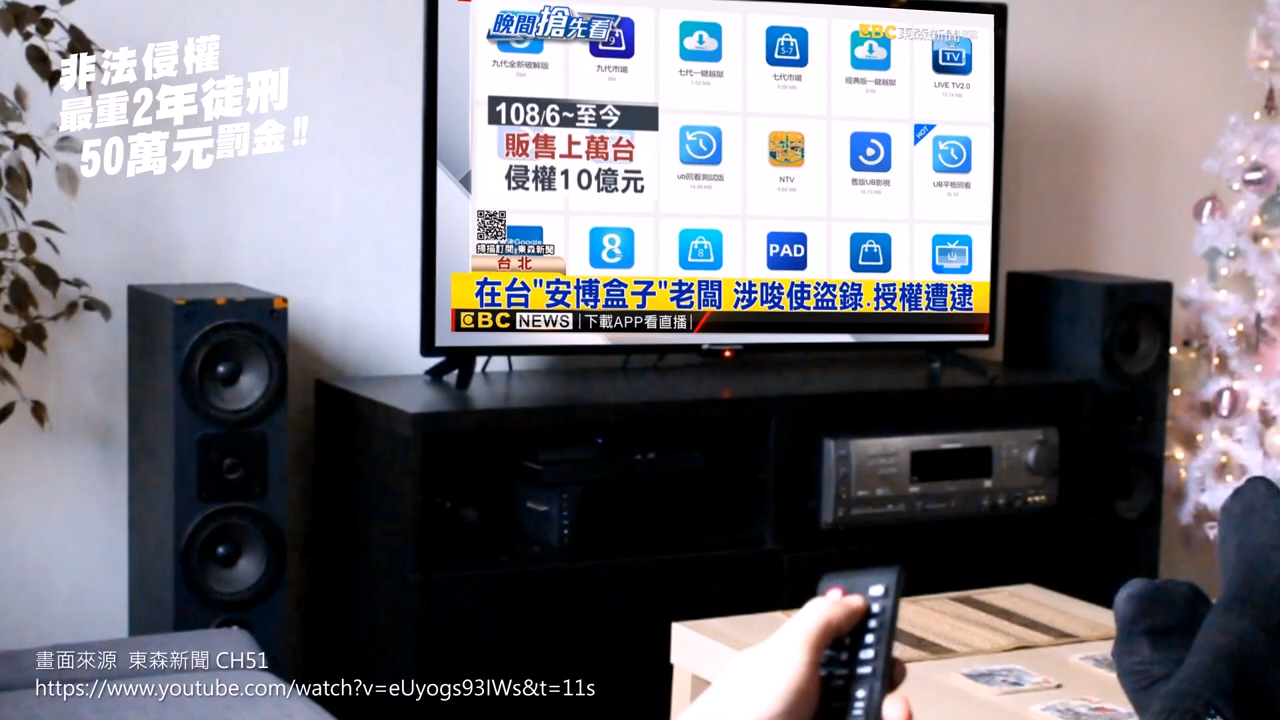 非法侵權
最重2年徒刑
50萬元罰金!!
晚間搶先看
EBC東森新聞
九代全新破解版
九代市場
七代一鍵越獄
七代市場
經典版一鍵越獄
LIVE TV2.0
108/6~至今
販售上萬台
侵權10億元
ub回看測試版
NTV
舊版UB影視
HOT
UB平板回看
掃描訂閱 東森新聞
PAD
台北
在台"安博盒子"老闆 涉唆使盜錄.授權遭逮
EBC NEWS 下載APP看直播
畫面來源 東森新聞 CH51
https://www.youtube.com/watch?v=eUyogs93IWs&t=11s